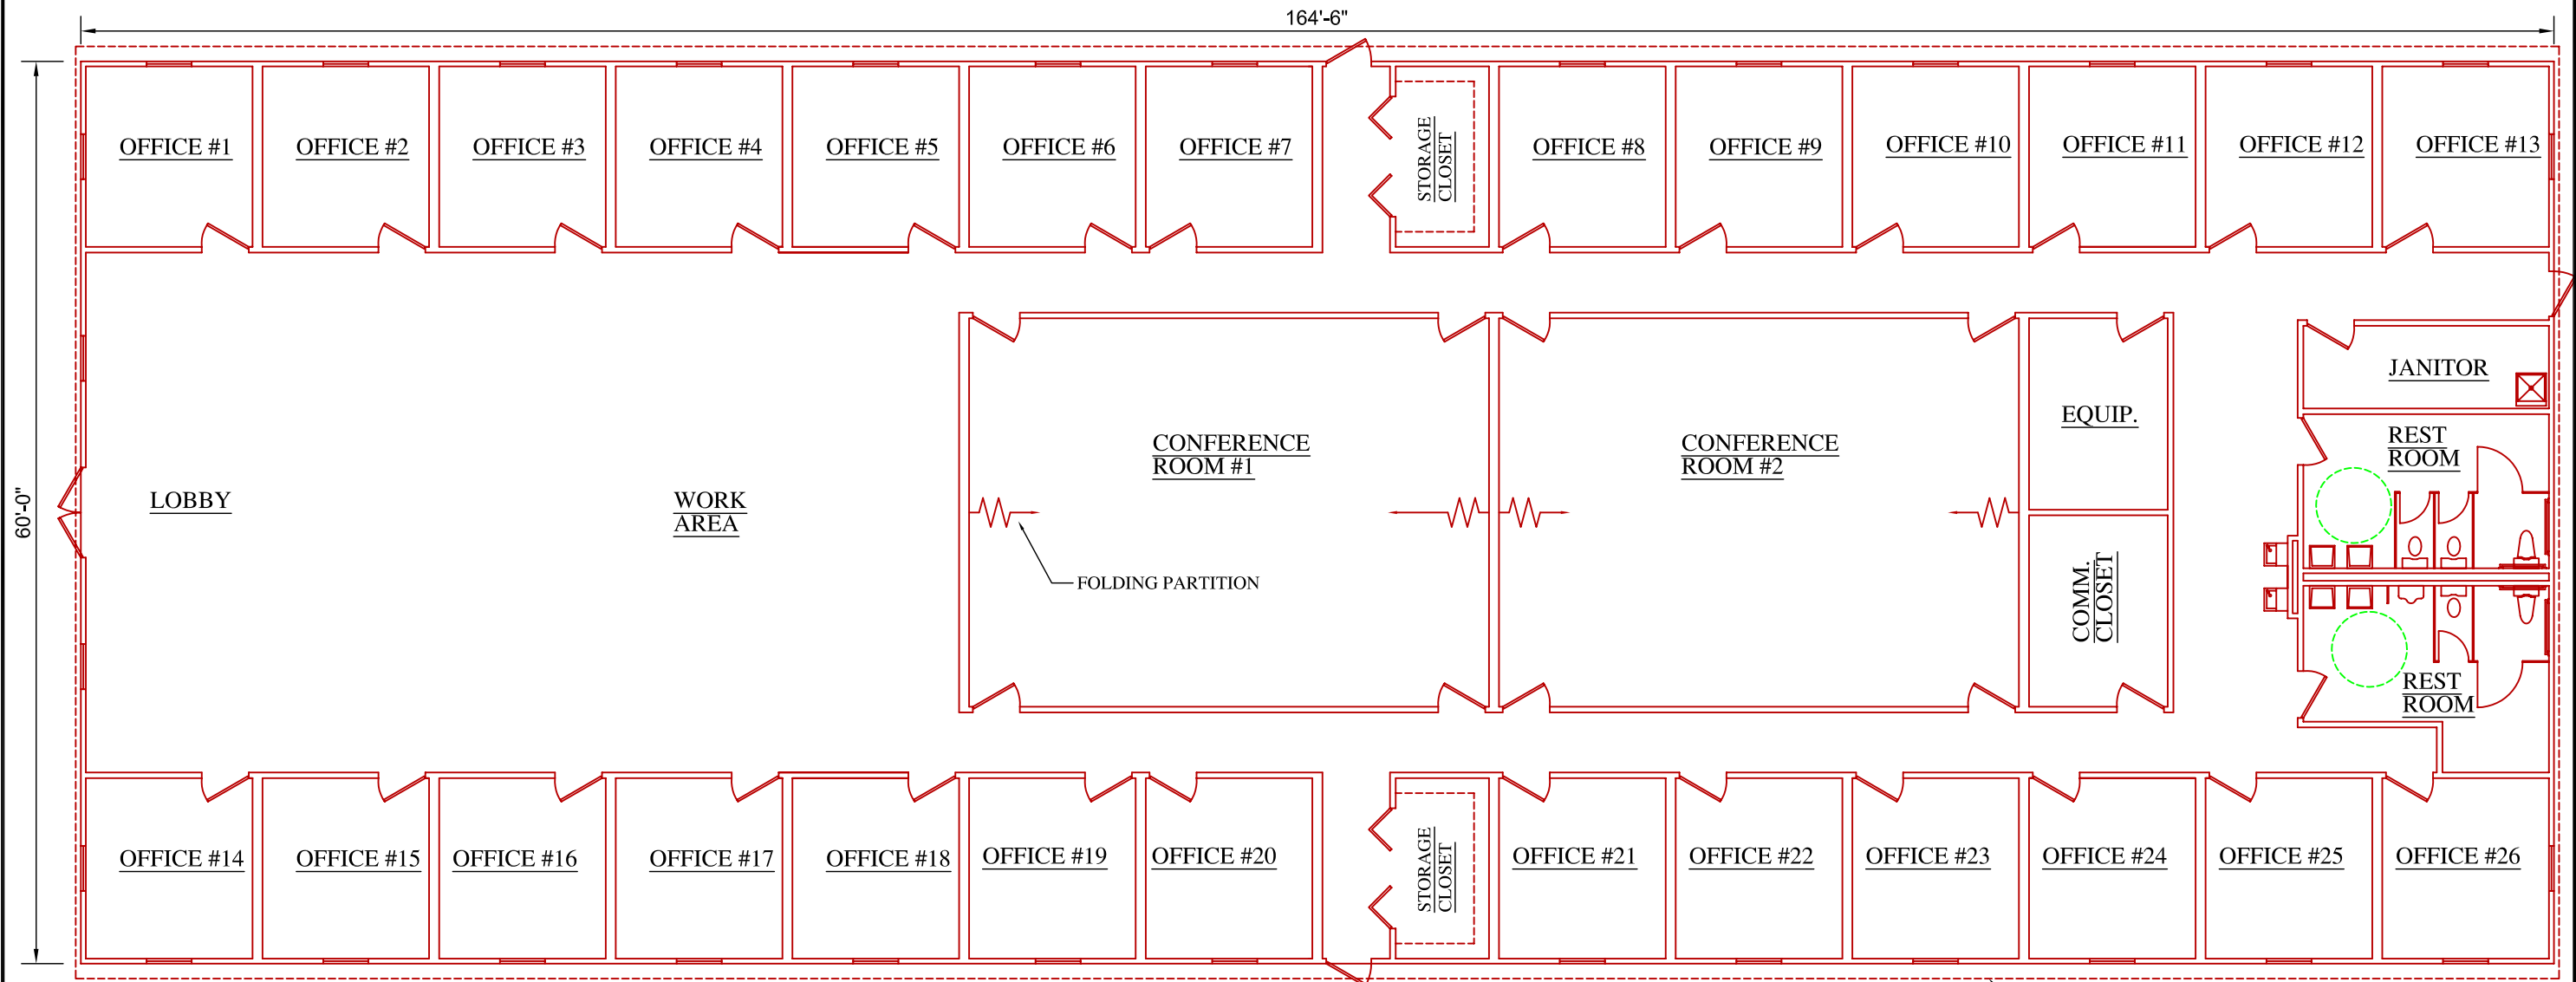 164'-6"
60'-0"
OFFICE #1
OFFICE #2
OFFICE #3
OFFICE #4
OFFICE #5
OFFICE #6
OFFICE #7
STORAGE
CLOSET
OFFICE #8
OFFICE #9
OFFICE #10
OFFICE #11
OFFICE #12
OFFICE #13
LOBBY
WORK
AREA
CONFERENCE
ROOM #1
FOLDING PARTITION
CONFERENCE
ROOM #2
EQUIP.
COMM.
CLOSET
JANITOR
REST
ROOM
REST
ROOM
OFFICE #14
OFFICE #15
OFFICE #16
OFFICE #17
OFFICE #18
OFFICE #19
OFFICE #20
STORAGE
CLOSET
OFFICE #21
OFFICE #22
OFFICE #23
OFFICE #24
OFFICE #25
OFFICE #26